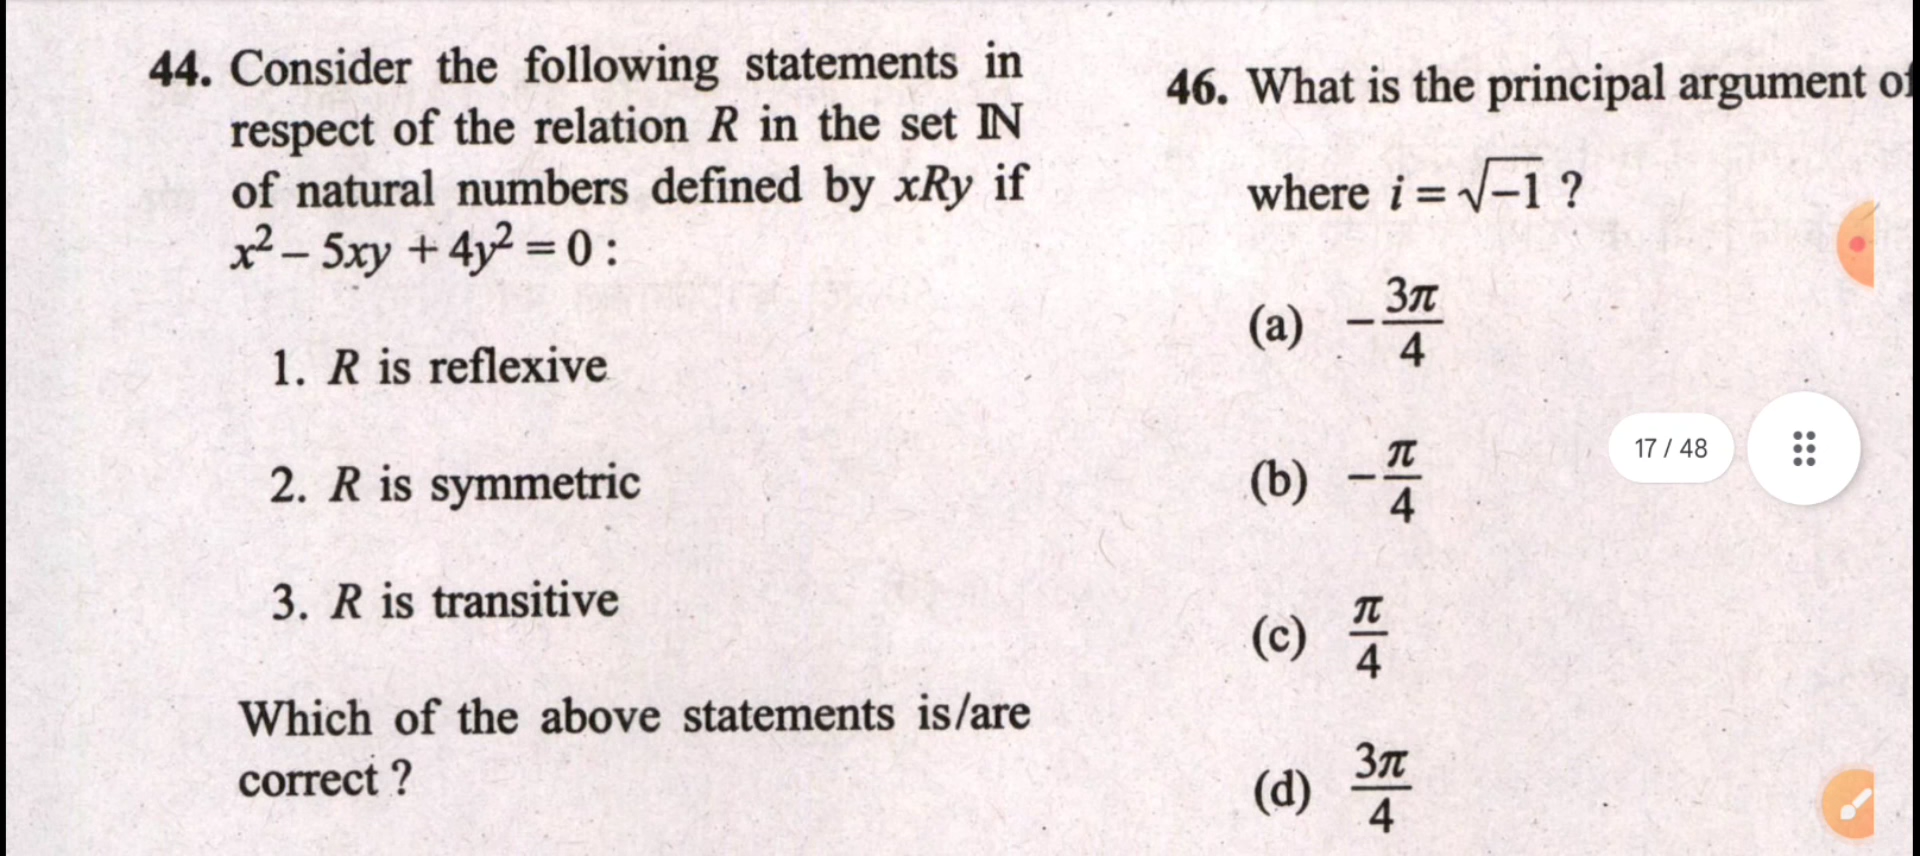 44. Consider the following statements in
respect of the relation R in the set ℕ
of natural numbers defined by xRy if
x² – 5xy + 4y² = 0 :
1. R is reflexive
2. R is symmetric
3. R is transitive
Which of the above statements is/are
correct ?
46. What is the principal argument of
where i = √–1 ?
(a) –3π/4
(b) –π/4
(c) π/4
(d) 3π/4
17 / 48